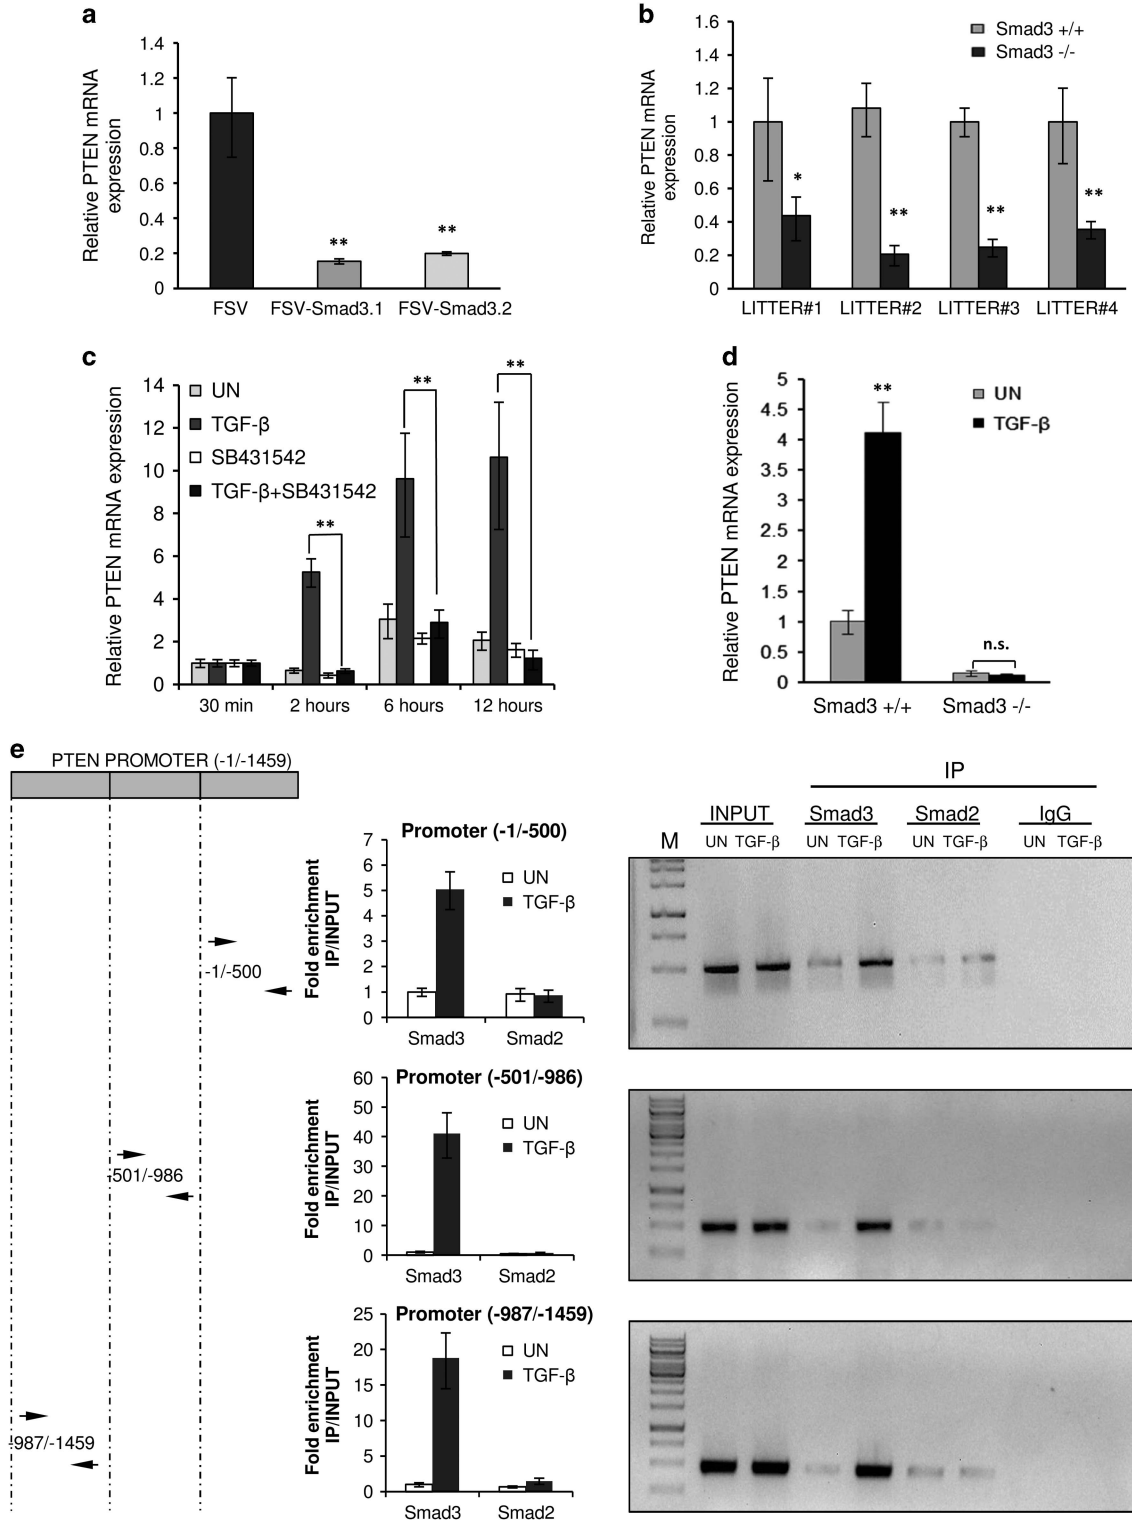 a
Relative PTEN mRNA
expression
1.4
1.2
1
0.8
0.6
0.4
0.2
0
**
**
FSV
FSV-Smad3.1
FSV-Smad3.2
b
Relative PTEN mRNA
expression
1.6
1.4
1.2
1
0.8
0.6
0.4
0.2
0
Smad3 +/+
Smad3 -/-
*
**
**
**
LITTER#1
LITTER#2
LITTER#3
LITTER#4
c
Relative PTEN mRNA expression
14
12
10
8
6
4
2
0
UN
TGF-β
SB431542
TGF-β+SB431542
**
**
**
30 min
2 hours
6 hours
12 hours
d
Relative PTEN mRNA expression
5
4.5
4
3.5
3
2.5
2
1.5
1
0.5
0
UN
TGF-β
**
n.s.
Smad3 +/+
Smad3 -/-
e
PTEN PROMOTER (-1/-1459)
-1/-500
-501/-986
-987/-1459
Promoter (-1/-500)
Fold enrichment
IP/INPUT
7
6
5
4
3
2
1
0
UN
TGF-β
Smad3
Smad2
Promoter (-501/-986)
Fold enrichment
IP/INPUT
60
50
40
30
20
10
0
UN
TGF-β
Smad3
Smad2
Promoter (-987/-1459)
Fold enrichment
IP/INPUT
25
20
15
10
5
0
UN
TGF-β
Smad3
Smad2
IP
INPUT Smad3 Smad2 IgG
M UN TGF-β UN TGF-β UN TGF-β UN TGF-β